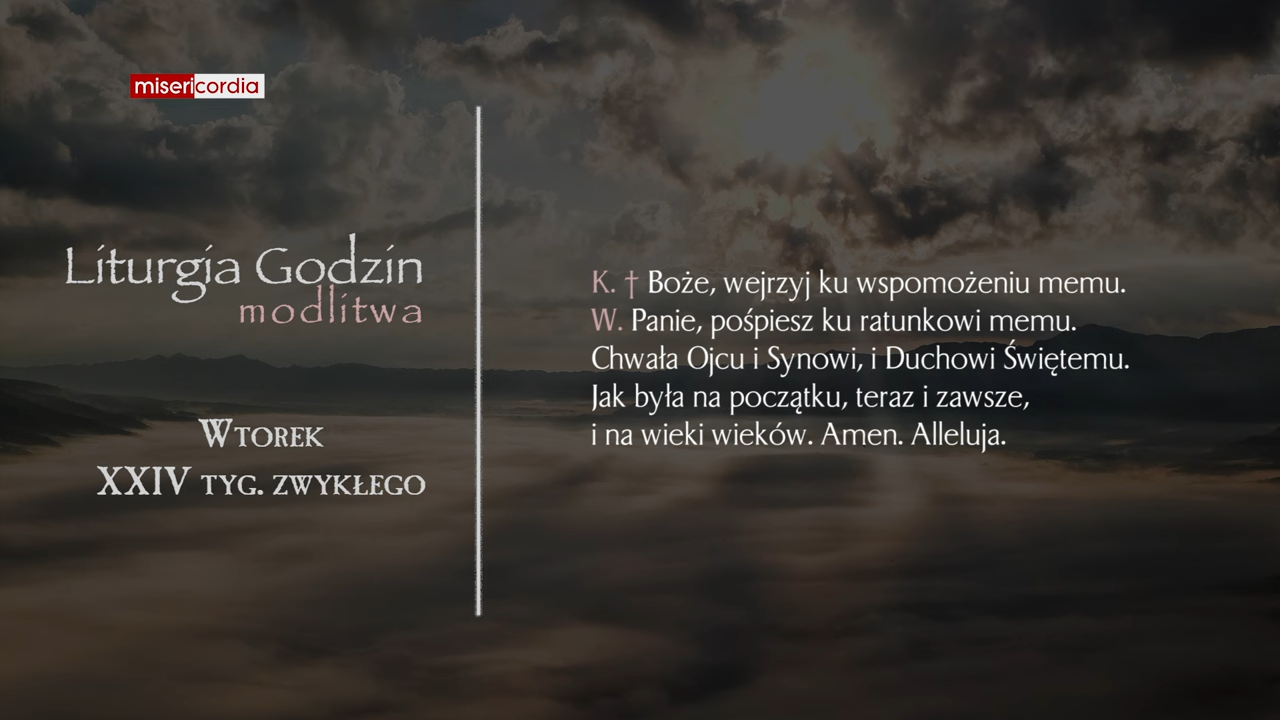 misericordia
Liturgia Godzin
modlitwa
Wtorek
XXIV tyg. zwykłego
K. † Boże, wejrzyj ku wspomożeniu memu.
W. Panie, pośpiesz ku ratunkowi memu.
Chwała Ojcu i Synowi, i Duchowi Świętemu.
Jak była na początku, teraz i zawsze,
i na wieki wieków. Amen. Alleluja.